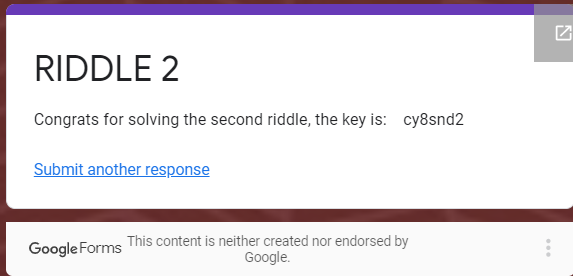 RIDDLE 2
Congrats for solving the second riddle, the key is: cy8snd2
Submit another response
Google Forms This content is neither created nor endorsed by
Google.